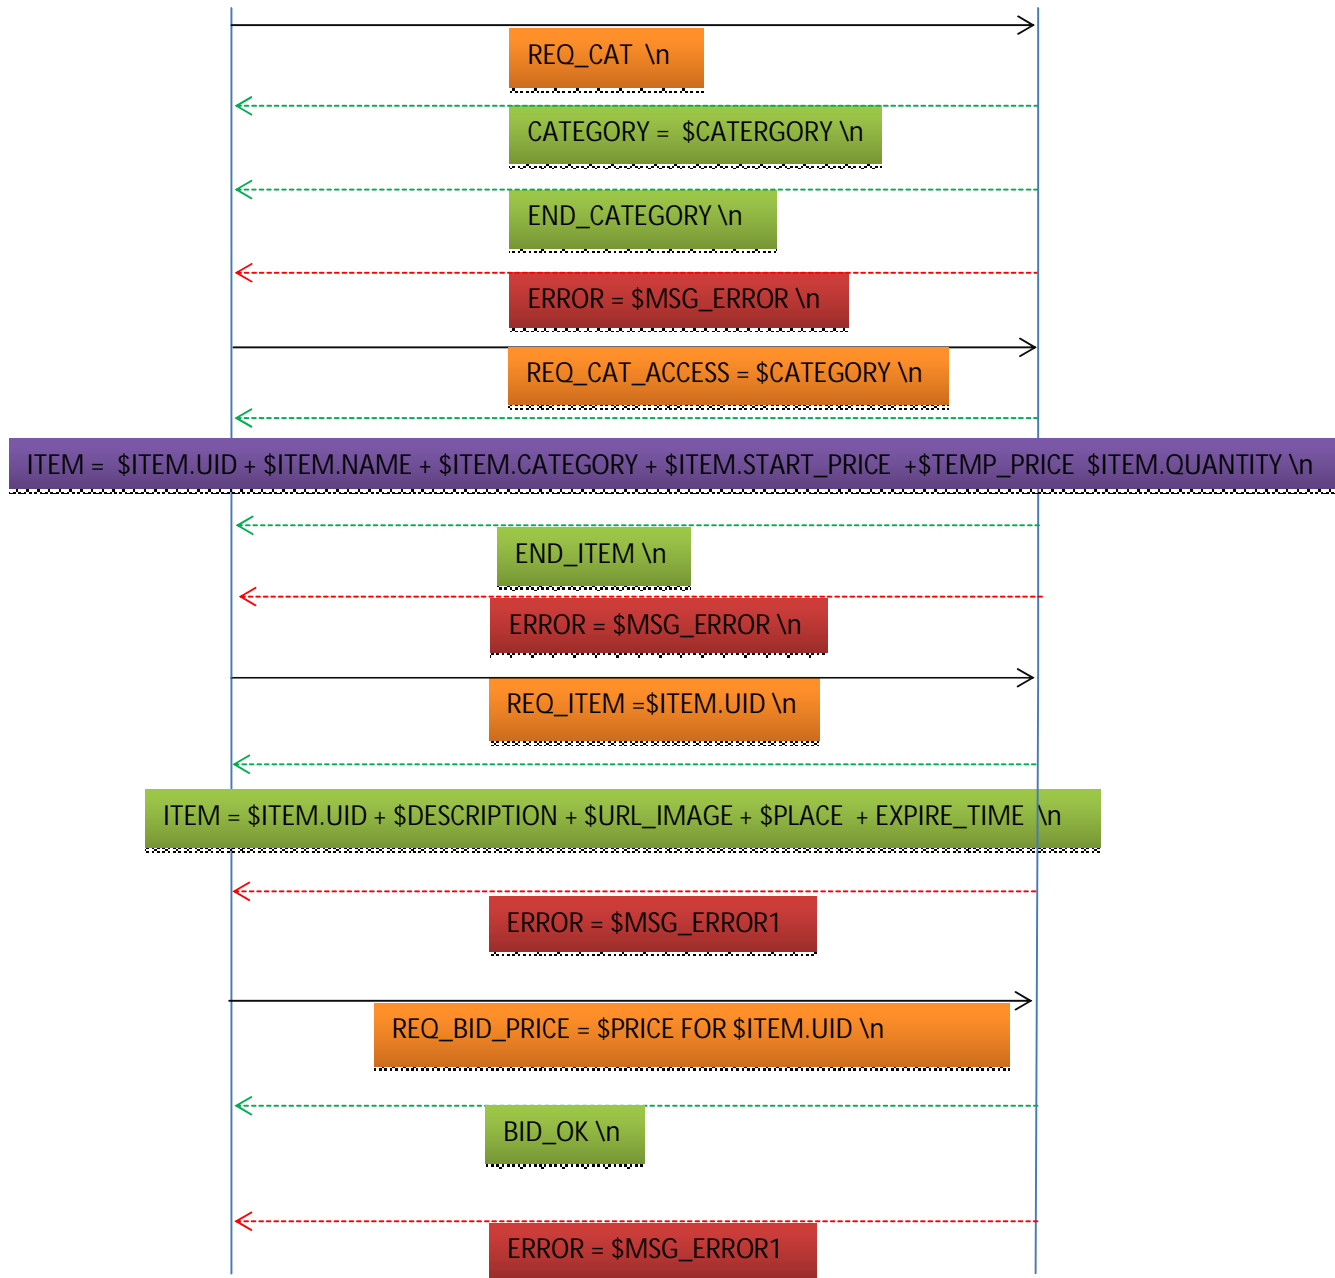 REQ_CAT \n
CATEGORY = $CATERGORY \n
END_CATEGORY \n
ERROR = $MSG_ERROR \n
REQ_CAT_ACCESS = $CATEGORY \n
ITEM = $ITEM.UID + $ITEM.NAME + $ITEM.CATEGORY + $ITEM.START_PRICE +$TEMP_PRICE $ITEM.QUANTITY \n
END_ITEM \n
ERROR = $MSG_ERROR \n
REQ_ITEM =$ITEM.UID \n
ITEM = $ITEM.UID + $DESCRIPTION + $URL_IMAGE + $PLACE + EXPIRE_TIME \n
ERROR = $MSG_ERROR1
REQ_BID_PRICE = $PRICE FOR $ITEM.UID \n
BID_OK \n
ERROR = $MSG_ERROR1